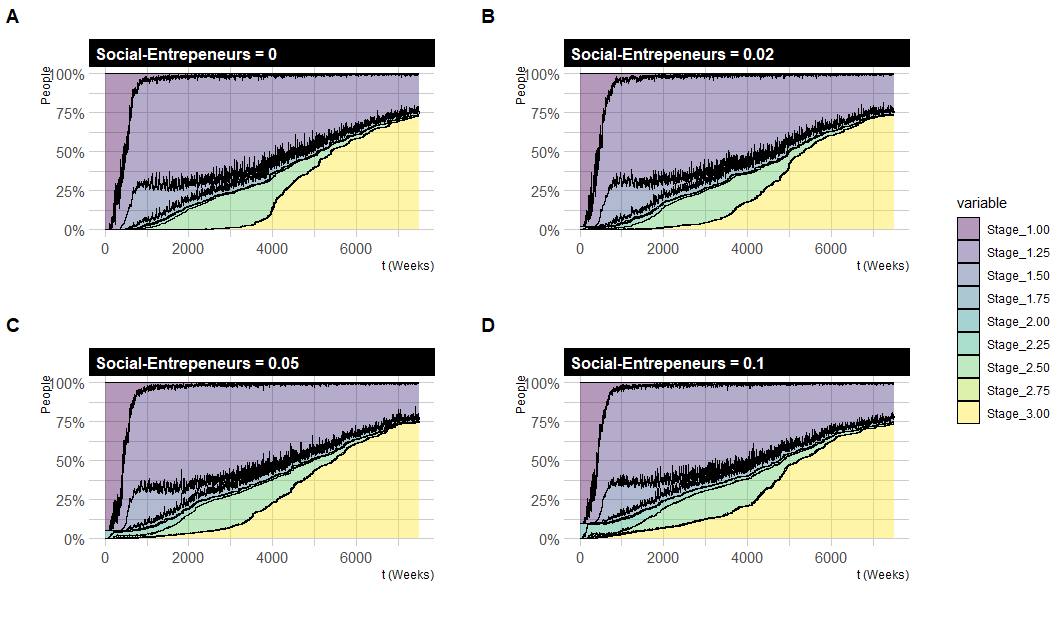 A
Social-Entrepeneurs = 0
People
100%
75%
50%
25%
0%
0
2000
4000
6000
t (Weeks)
B
Social-Entrepeneurs = 0.02
People
100%
75%
50%
25%
0%
0
2000
4000
6000
t (Weeks)
C
Social-Entrepeneurs = 0.05
People
100%
75%
50%
25%
0%
0
2000
4000
6000
t (Weeks)
D
Social-Entrepeneurs = 0.1
People
100%
75%
50%
25%
0%
0
2000
4000
6000
t (Weeks)
variable
Stage_1.00
Stage_1.25
Stage_1.50
Stage_1.75
Stage_2.00
Stage_2.25
Stage_2.50
Stage_2.75
Stage_3.00